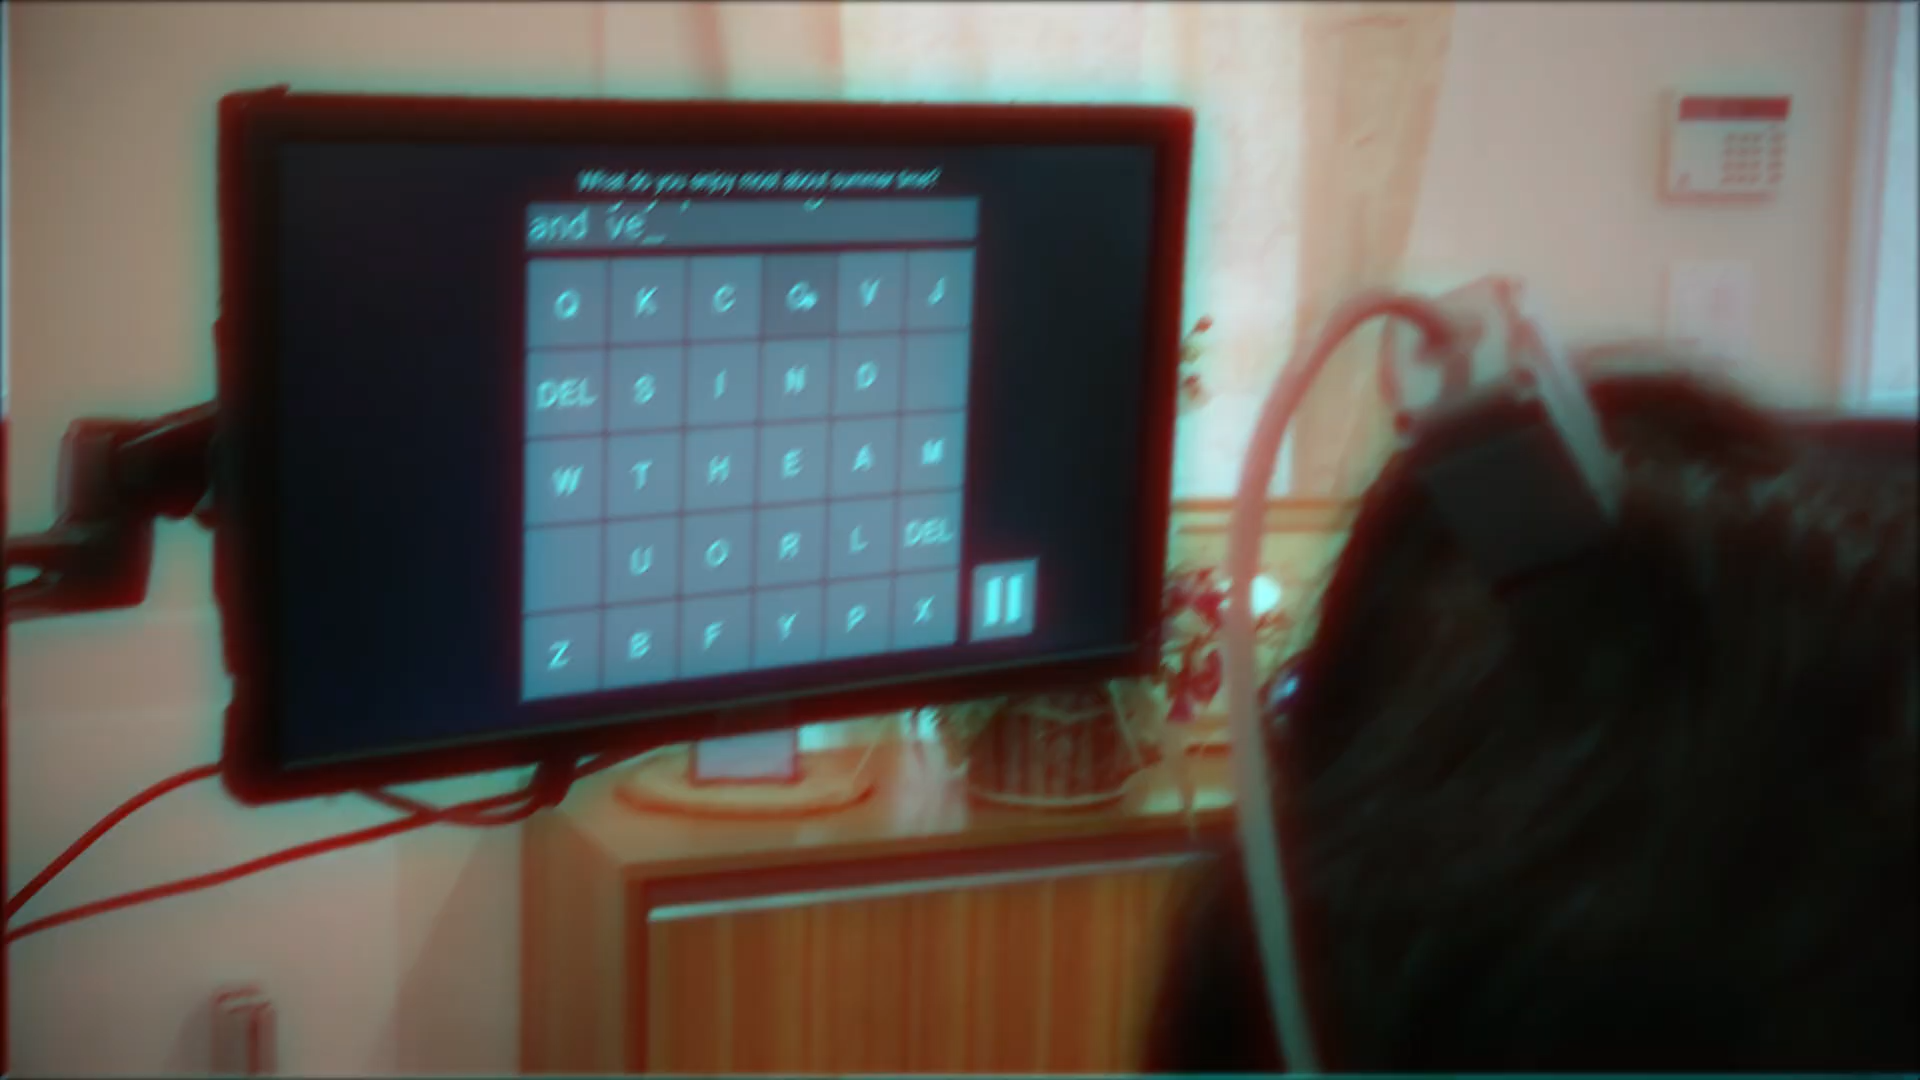 What do you enjoy most about summer time?
and ve_
Q K C G V J
DEL S I N D
W T H E A M
U O R L DEL
Z B F Y P X